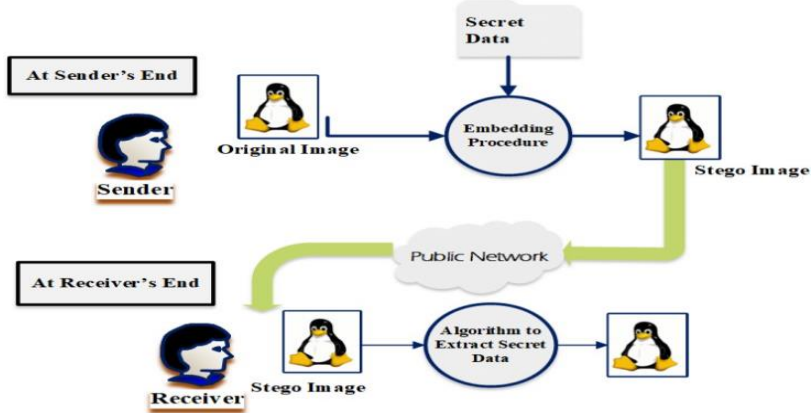 Secret
Data
At Sender's End
Original Image
Embedding
Procedure
Stego Image
Sender
Public Network
At Receiver's End
Algorithm to
Extract Secret
Data
Stego Image
Receiver